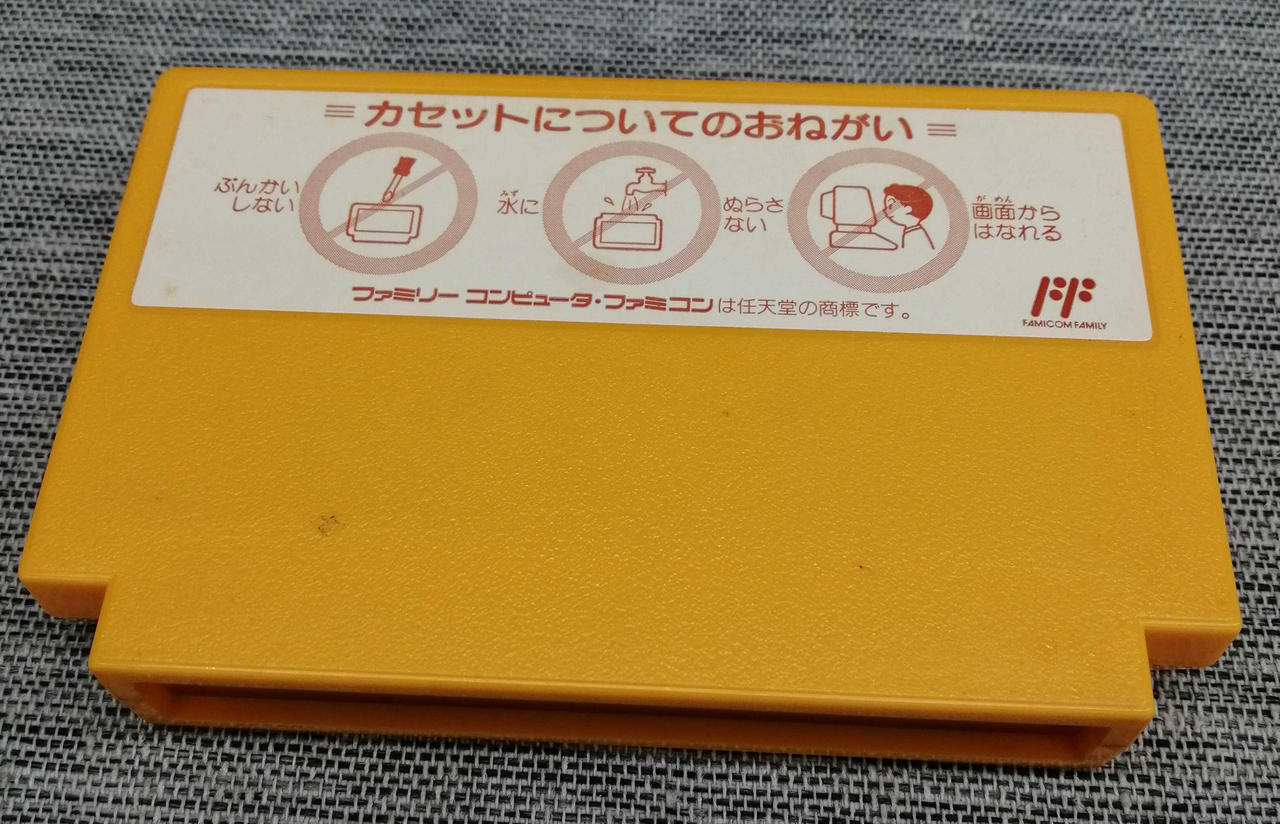 カセットについてのおねがい
ぶんかい
しない
みず
水に
ぬらさ
ない
が めん
画面から
はなれる
ファミリー コンピュータ・ファミコンは任天堂の商標です。
FF
FAMICOM FAMILY